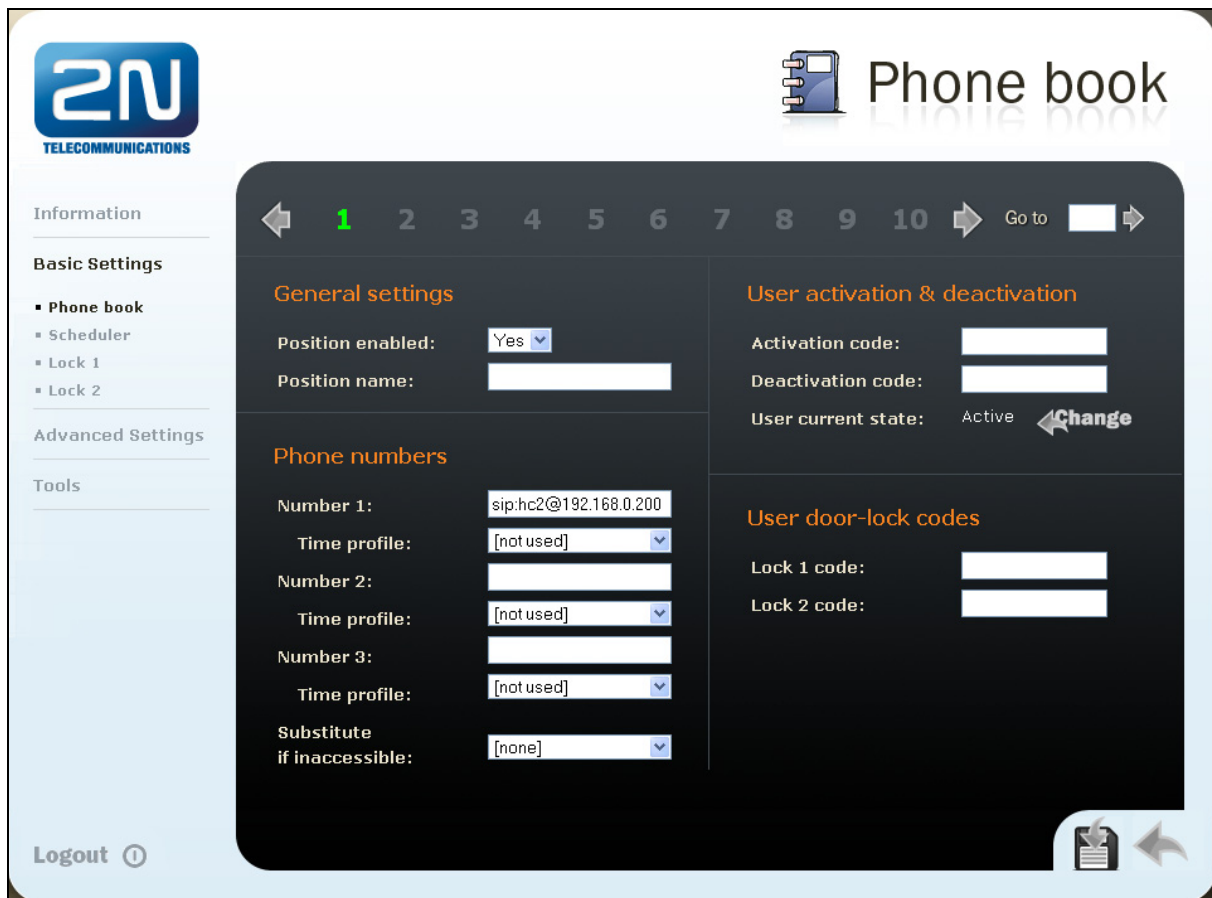 2N
TELECOMMUNICATIONS
Phone book
Information
Basic Settings
Phone book
Scheduler
Lock 1
Lock 2
Advanced Settings
Tools
Logout
1 2 3 4 5 6 7 8 9 10 Go to
General settings
Position enabled: Yes
Position name:
Phone numbers
Number 1: sip:hc2@192.168.0.200
Time profile: [not used]
Number 2:
Time profile: [not used]
Number 3:
Time profile: [not used]
Substitute
if inaccessible: [none]
User activation & deactivation
Activation code:
Deactivation code:
User current state: Active Change
User door-lock codes
Lock 1 code:
Lock 2 code: